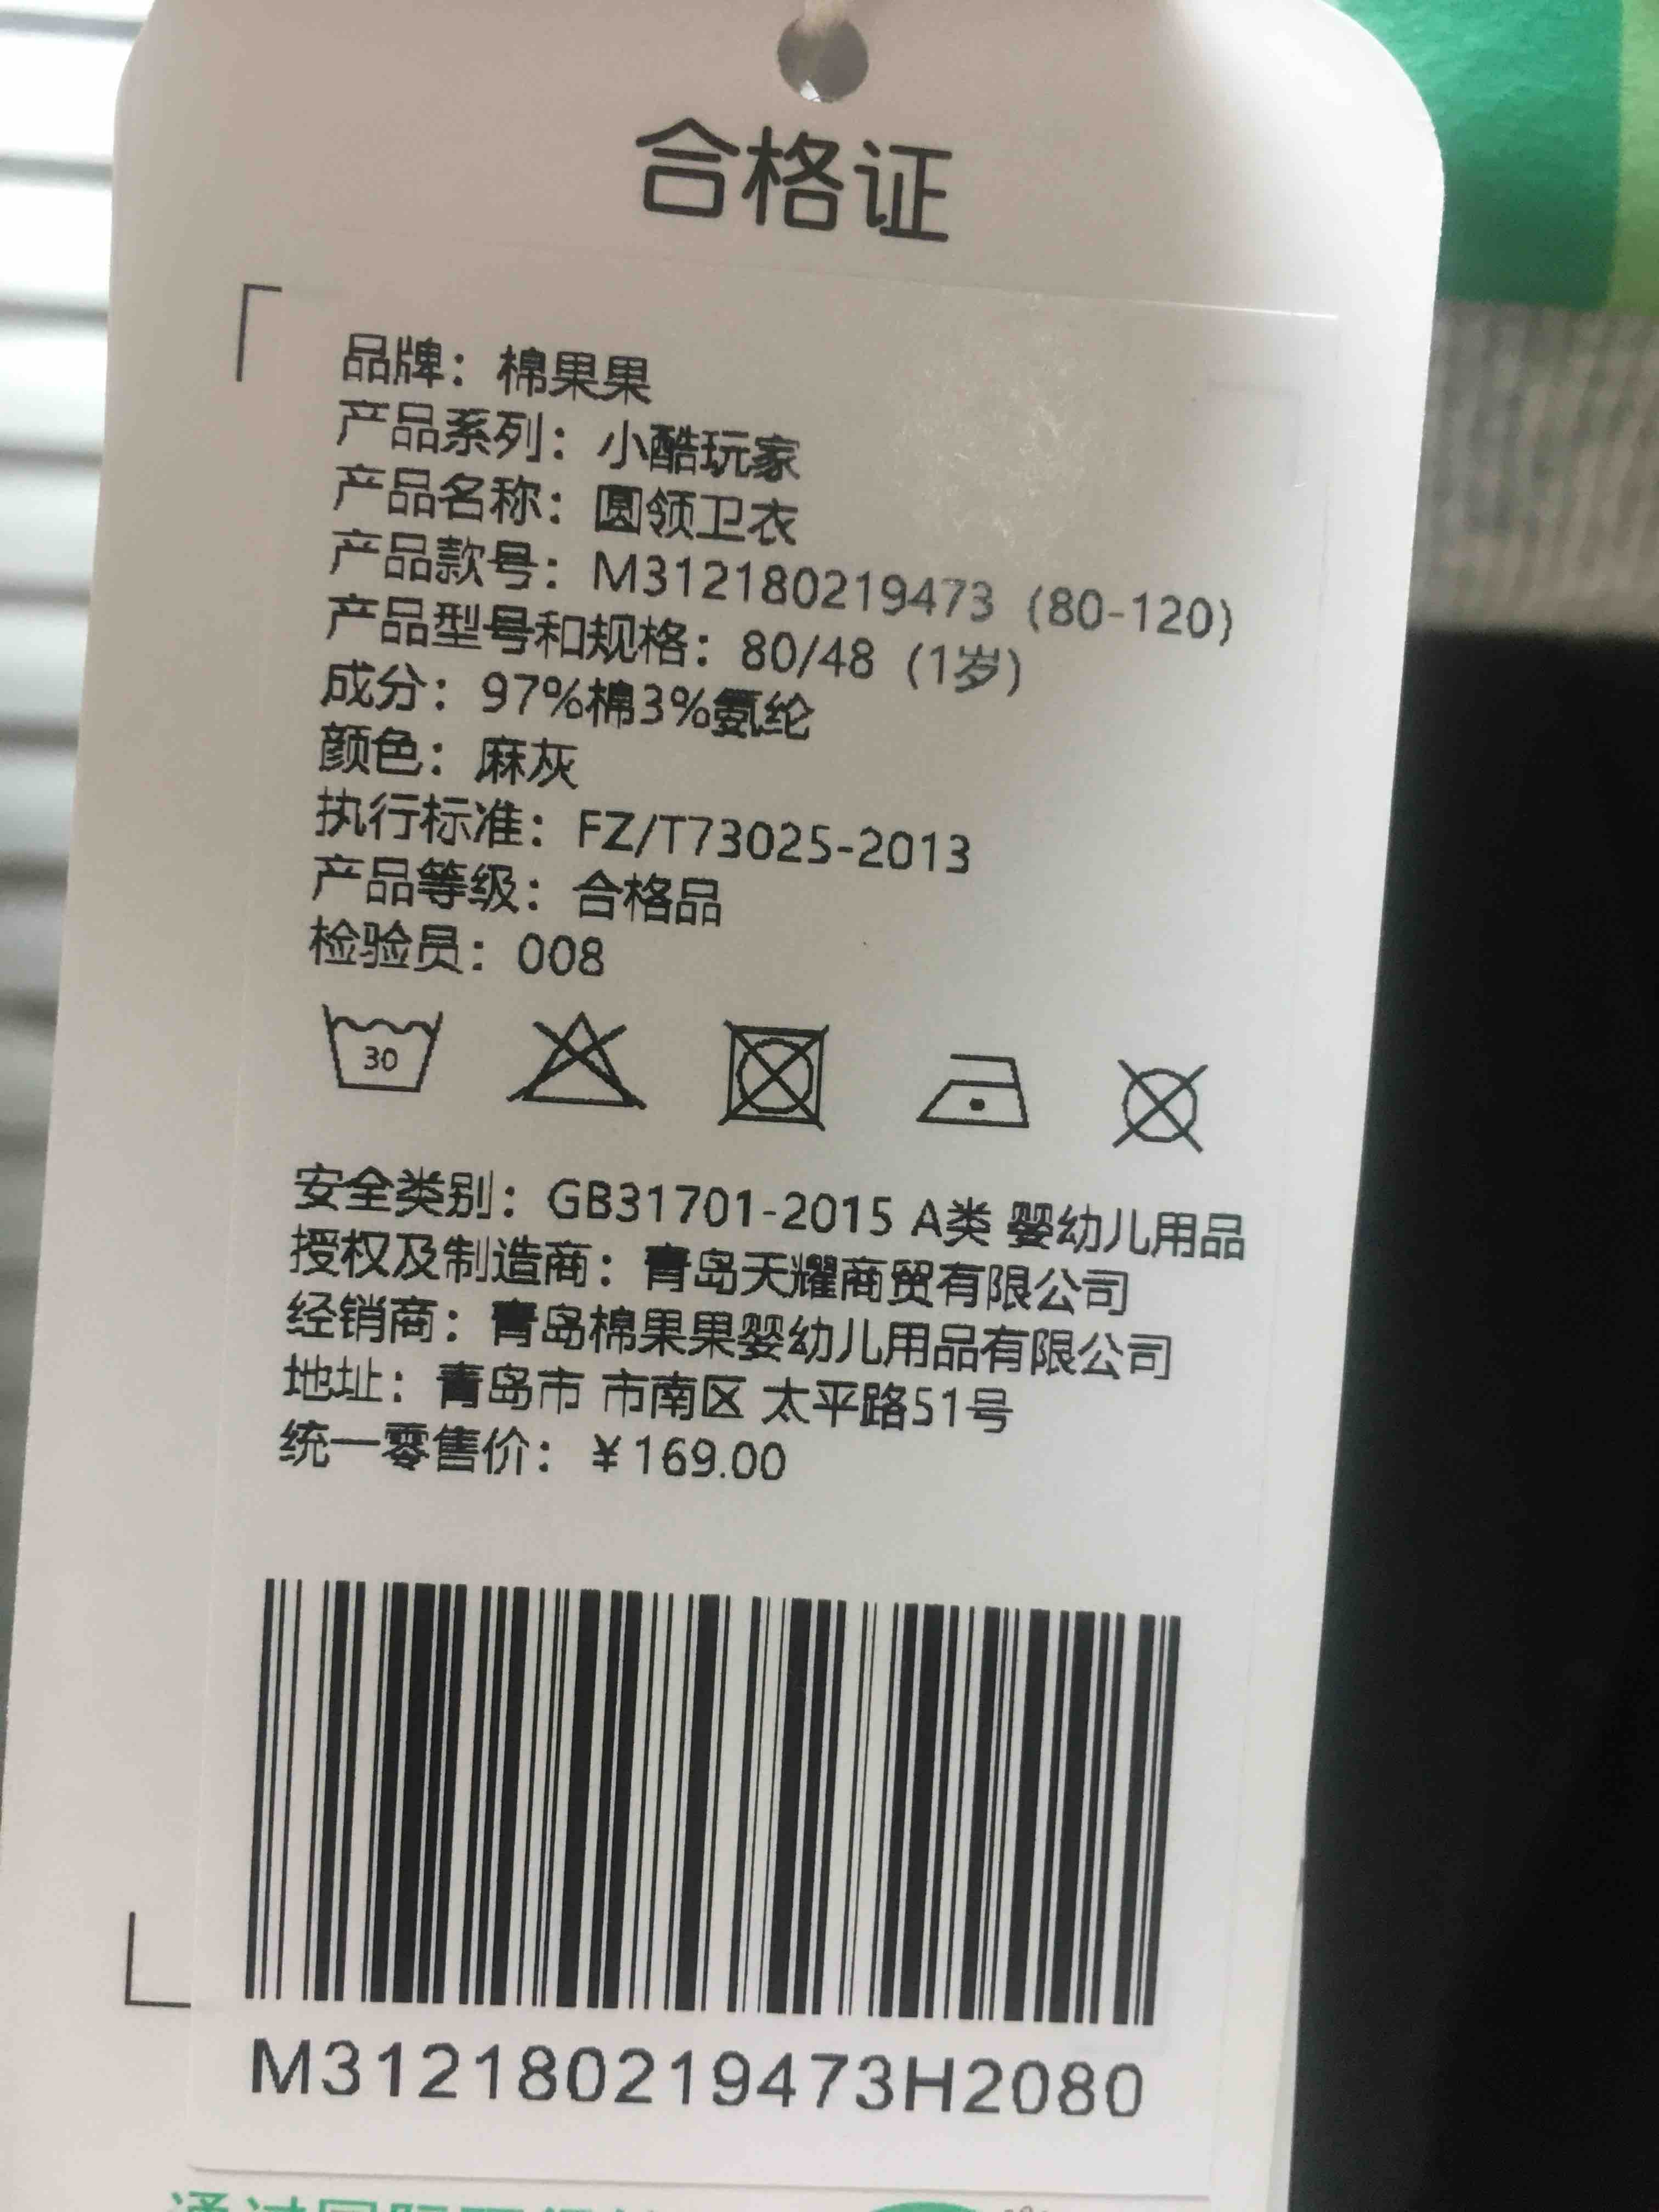 合格证
品牌：棉果果
产品系列：小酷玩家
产品名称：圆领卫衣
产品款号：M312180219473 (80-120)
产品型号和规格：80/48 (1岁)
成分：97%棉3%氨纶
颜色：麻灰
执行标准：FZ/T73025-2013
产品等级：合格品
检验员：008
30
安全类别：GB31701-2015 A类 婴幼儿用品
授权及制造商：青岛天耀商贸有限公司
经销商：青岛棉果果婴幼儿用品有限公司
地址：青岛市 市南区 太平路51号
统一零售价：￥169.00
M312180219473H2080